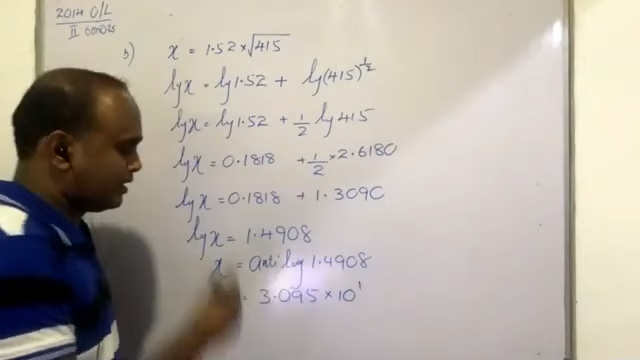 2014 O/L
II
3) x = 1.52 × √415
lg x = lg 1.52 + lg (415)^½
lg x = lg 1.52 + ½ lg 415
lg x = 0.1818 + ½ × 2.6180
lg x = 0.1818 + 1.3090
lg x = 1.4908
x = anti log 1.4908
= 3.095 × 10¹